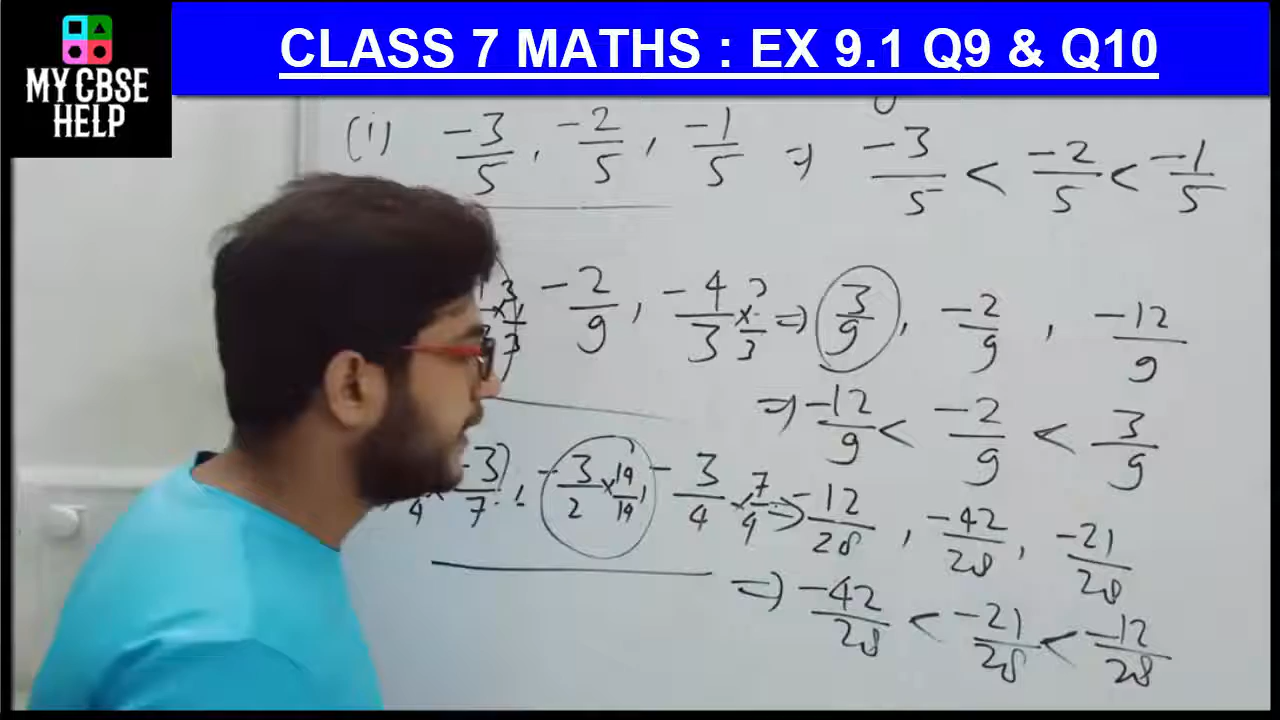 CLASS 7 MATHS : EX 9.1 Q9 & Q10
MY CBSE
HELP
(i) -3/5, -2/5, -1/5 ⇒ -3/5 < -2/5 < -1/5
-2/9, -4/3 × 3/3 ⇒ 3/9, -2/9, -12/9
⇒ -12/9 < -2/9 < 3/9
-3/7, -3/2 × 14/14, -3/4 × 7/ ⇒ -12/28, -42/28, -21/28
⇒ -42/28 < -21/28 < -12/28